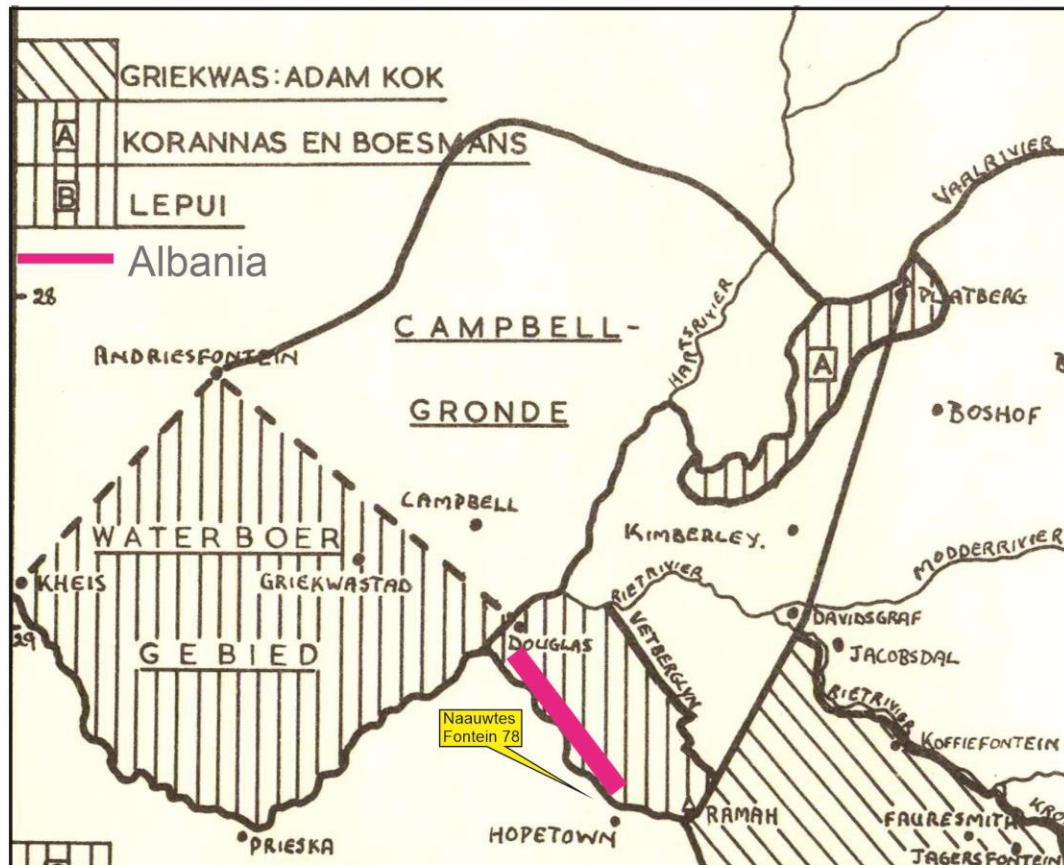 GRIEKWAS: ADAM KOK
A
KORANNAS EN BOESMANS
B
LEPUI
Albania
28
29
ANDRIESFONTEIN
CAMPBELL-
GRONDE
HARTSRIVIER
VAALRIVIER
PLATBERG
A
BOSHOF
CAMPBELL
KIMBERLEY.
MODDERRIVIER
WATERBOER
GEBIED
KHEIS
GRIEKWASTAD
RIETRIVIER
VETBERGLYN
DOUGLAS
DAVIDSGRAF
JACOBSDAL
RIETRIVIER
KOFFIEFONTEIN
Naauwtes
Fontein 78
HOPETOWN
RAMAH
FAURESMITH
JAGERSFONTEIN
PRIESKA